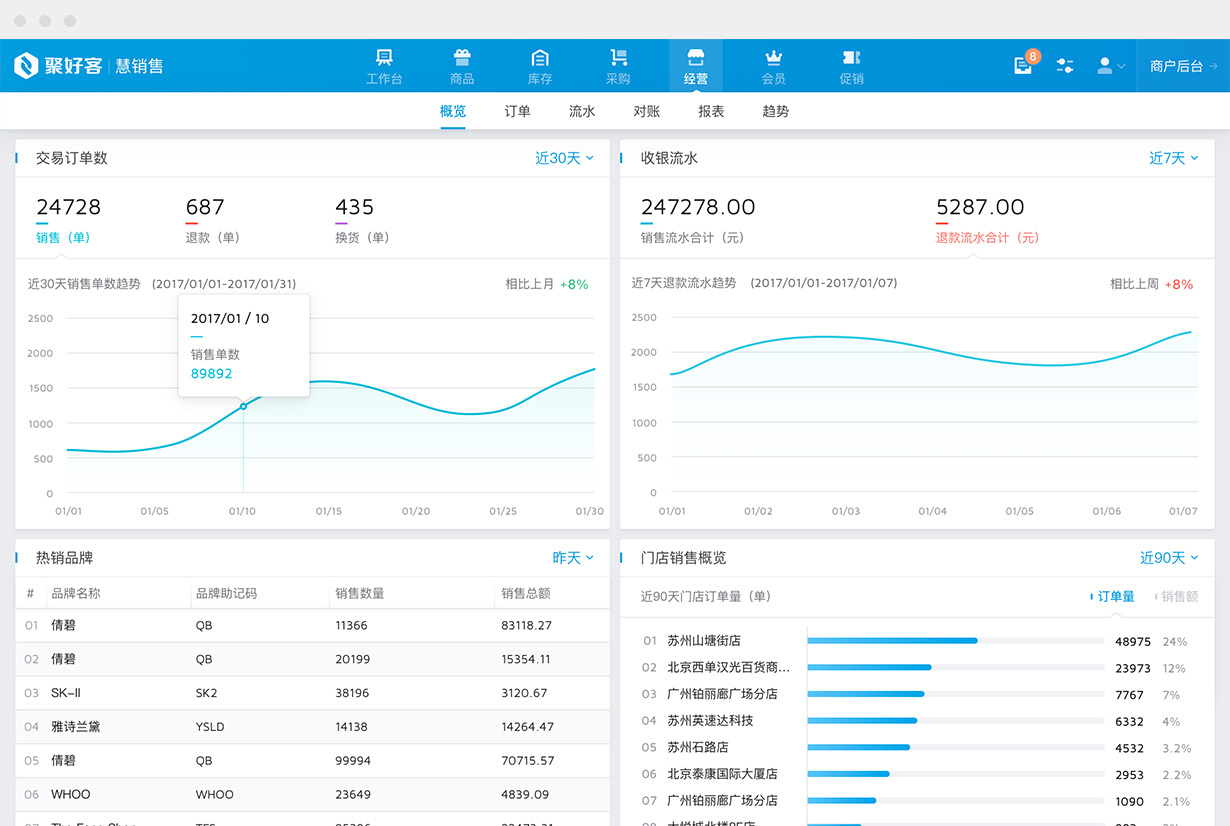 聚好客 慧销售
工作台 商品 库存 采购 经营 会员 促销
8
商户后台
概览 订单 流水 对账 报表 趋势
交易订单数 近30天
24728 687 435
销售（单） 退款（单） 换货（单）
近30天销售单数趋势 (2017/01/01-2017/01/31) 相比上月 +8%
2017/01 / 10
销售单数
89892
2500
2000
1500
1000
500
0
01/01 01/05 01/10 01/15 01/20 01/25 01/30
收银流水 近7天
247278.00 5287.00
销售流水合计（元） 退款流水合计（元）
近7天退款流水趋势 (2017/01/01-2017/01/07) 相比上周 +8%
2500
2000
1500
1000
500
0
01/01 01/02 01/03 01/04 01/05 01/06 01/07
热销品牌 昨天
# 品牌名称 品牌助记码 销售数量 销售总额
01 倩碧 QB 11366 83118.27
02 倩碧 QB 20199 15354.11
03 SK-II SK2 38196 3120.67
04 雅诗兰黛 YSLD 14138 14264.47
05 倩碧 QB 99994 70715.57
06 WHOO WHOO 23649 4839.09
门店销售概览 近90天
近90天门店订单量（单） 订单量 销售额
01 苏州山塘街店 48975 24%
02 北京西单汉光百货商... 23973 12%
03 广州铂丽廊广场分店 7767 7%
04 苏州英速达科技 6332 4%
05 苏州石路店 4532 3.2%
06 北京泰康国际大厦店 2953 2.2%
07 广州铂丽廊广场分店 1090 2.1%